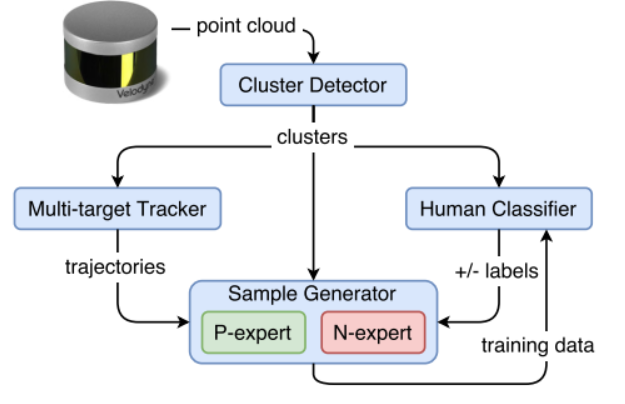 point cloud
Velodyne
Cluster Detector
clusters
Multi-target Tracker
Human Classifier
trajectories
+/- labels
Sample Generator
P-expert
N-expert
training data